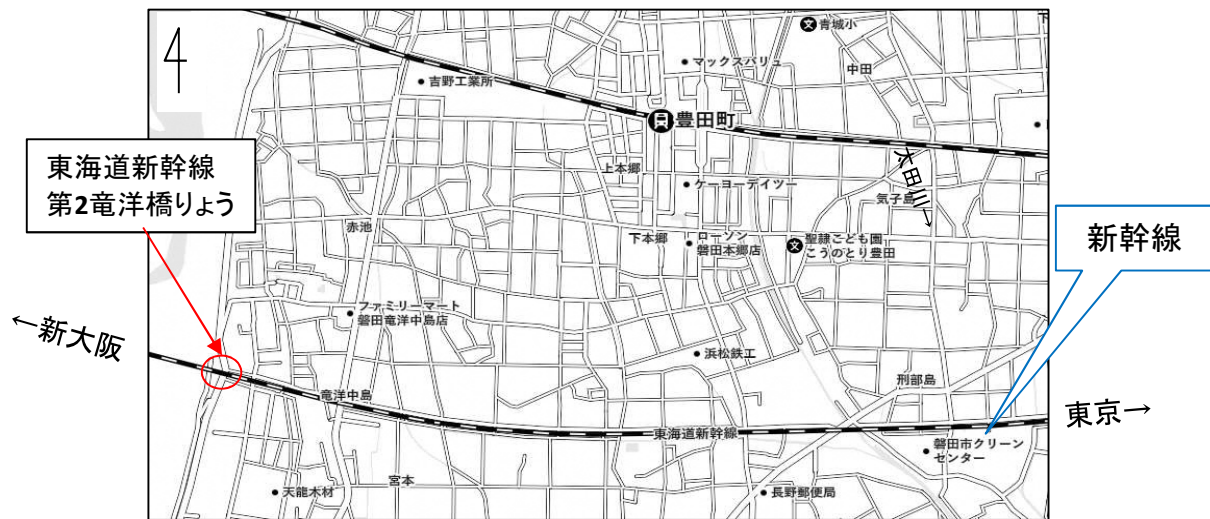 青城小
マックスバリュ
中田
吉野工業所
豊田町
東海道新幹線
第2竜洋橋りょう
上本郷
太田川→
ケーヨーデイツー
気子島
赤池
下本郷
ローソン
磐田本郷店
聖隷こども園
こうのとり豊田
新幹線
ファミリーマート
磐田竜洋中島店
←新大阪
浜松鉄工
刑部島
竜洋中島
東京→
東海道新幹線
磐田市クリーン
センター
宮本
天龍木材
長野郵便局